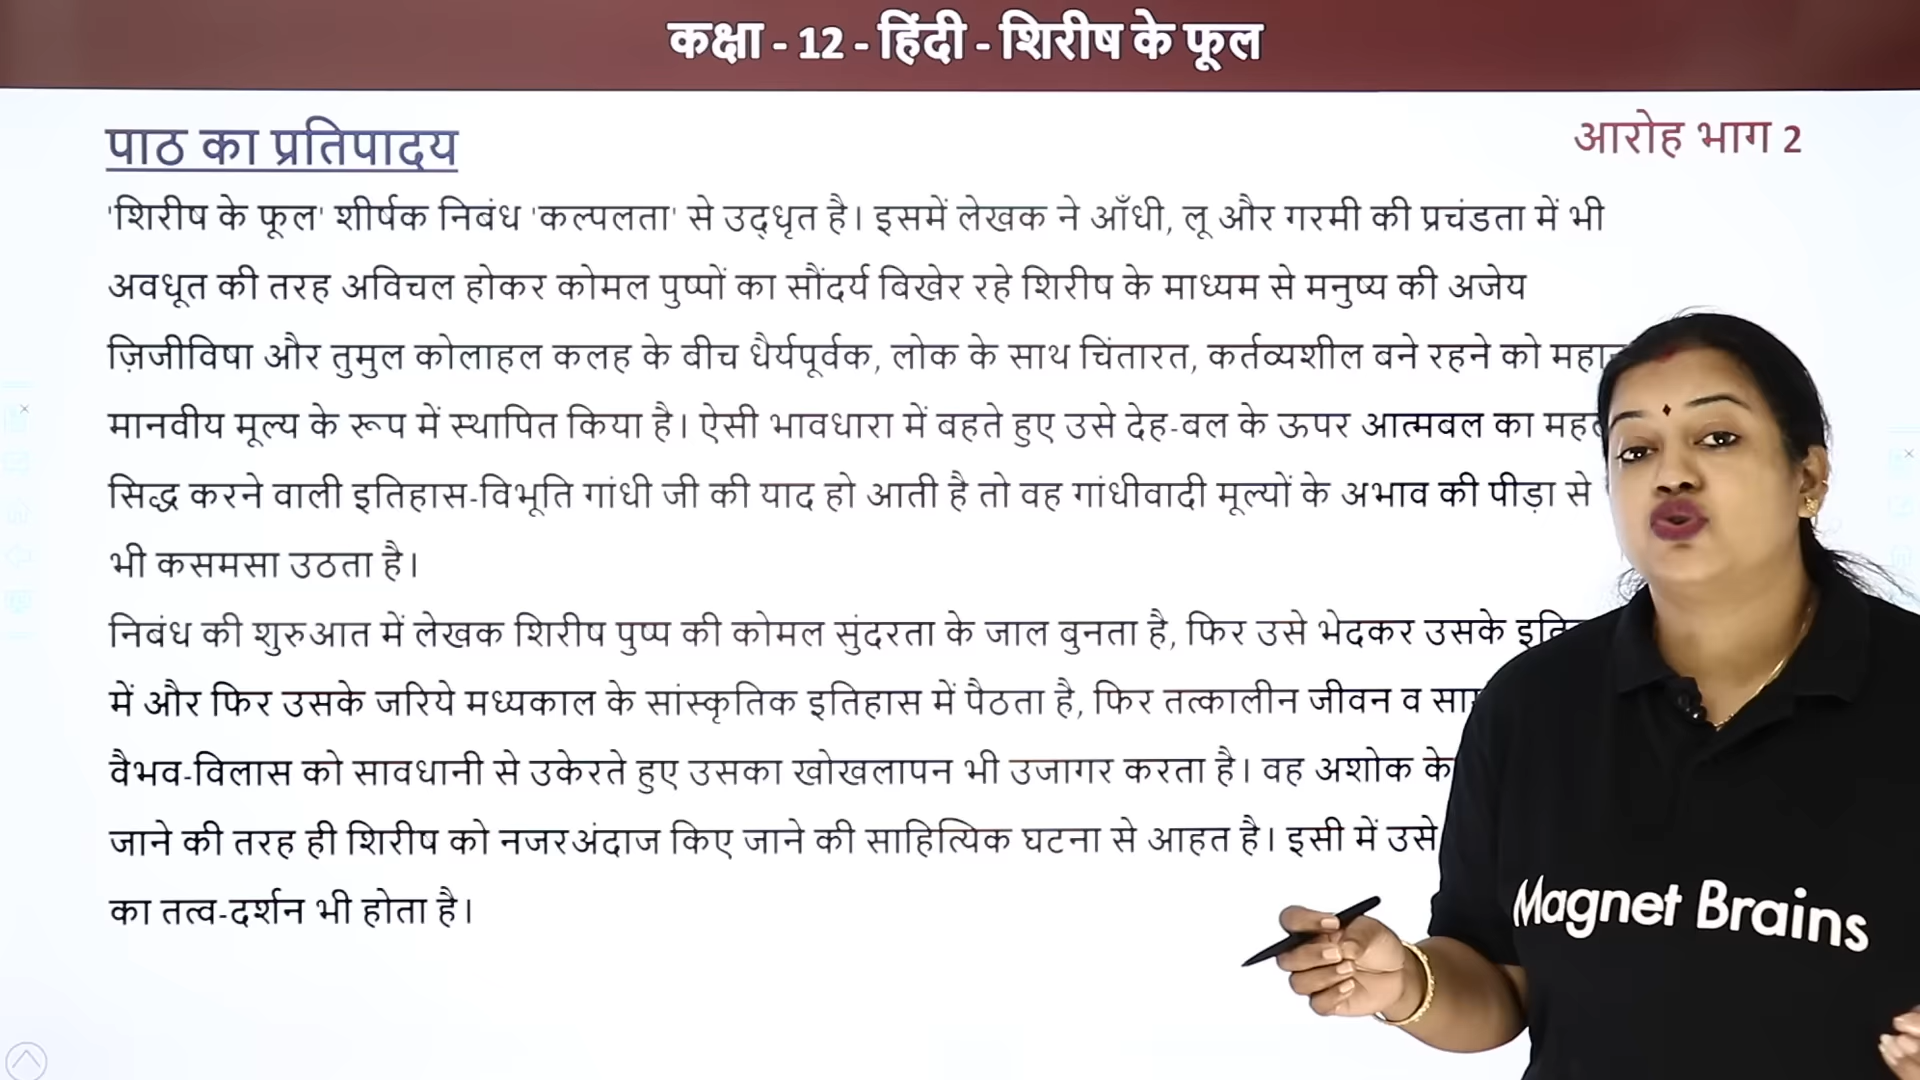 कक्षा - 12 - हिंदी - शिरीष के फूल
पाठ का प्रतिपादय
आरोह भाग 2
'शिरीष के फूल' शीर्षक निबंध 'कल्पलता' से उद्धृत है। इसमें लेखक ने आँधी, लू और गरमी की प्रचंडता में भी
अवधूत की तरह अविचल होकर कोमल पुष्पों का सौंदर्य बिखेर रहे शिरीष के माध्यम से मनुष्य की अजेय
ज़िजीविषा और तुमुल कोलाहल कलह के बीच धैर्यपूर्वक, लोक के साथ चिंतारत, कर्तव्यशील बने रहने को
मानवीय मूल्य के रूप में स्थापित किया है। ऐसी भावधारा में बहते हुए उसे देह-बल के ऊपर आत्मबल का
सिद्ध करने वाली इतिहास-विभूति गांधी जी की याद हो आती है तो वह गांधीवादी मूल्यों के अभाव की पीड़ा से
भी कसमसा उठता है।
निबंध की शुरुआत में लेखक शिरीष पुष्प की कोमल सुंदरता के जाल बुनता है, फिर उसे भेदकर उसके
में और फिर उसके जरिये मध्यकाल के सांस्कृतिक इतिहास में पैठता है, फिर तत्कालीन जीवन व
वैभव-विलास को सावधानी से उकेरते हुए उसका खोखलापन भी उजागर करता है। वह अशोक के
जाने की तरह ही शिरीष को नजरअंदाज किए जाने की साहित्यिक घटना से आहत है। इसी में उसे
का तत्व-दर्शन भी होता है।
Magnet Brains